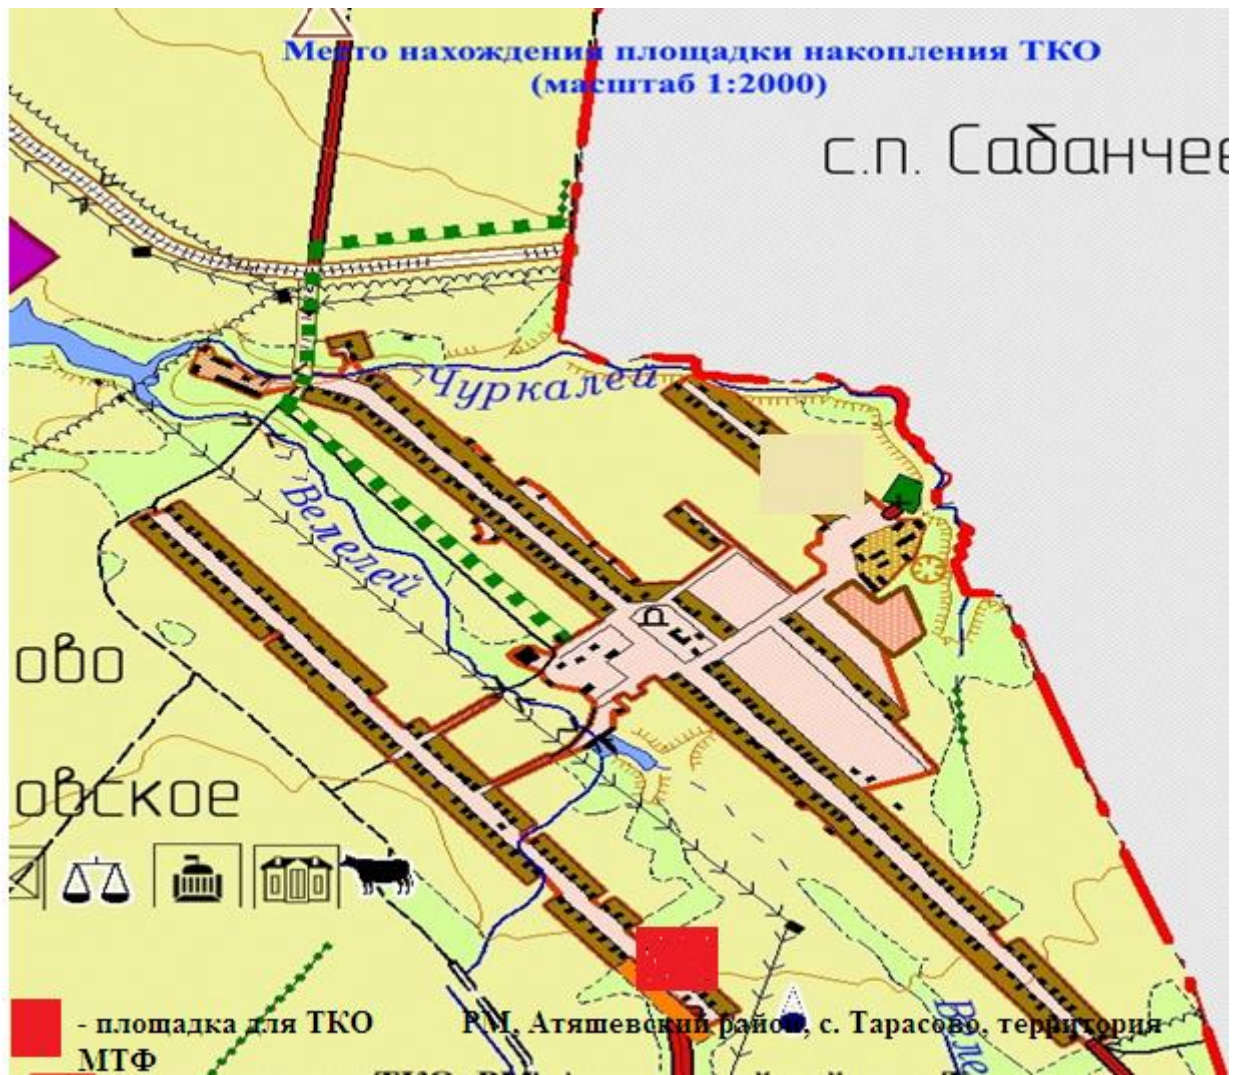 Место нахождения площадки накопления ТКО
(масштаб 1:2000)
с.п. Сабанчее
Чуркалей
Велелей
ово
овское
- площадка для ТКО РМ, Атяшевский район, с. Тарасово, территория
МТФ
Веле